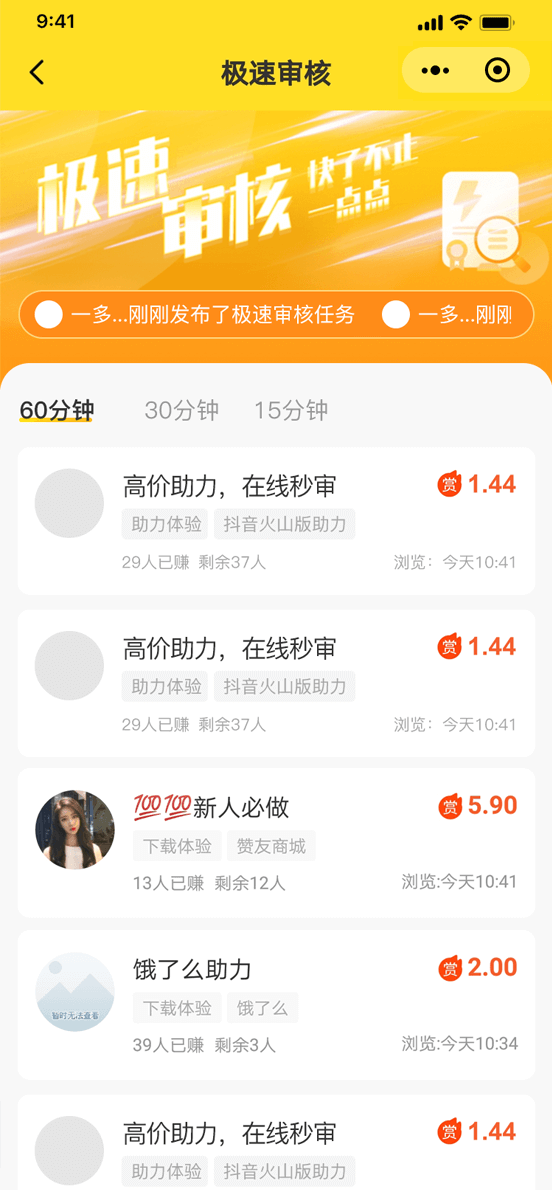 9:41
极速审核
极速审核
快了不止一点点
一多...刚刚发布了极速审核任务
一多...刚刚
60分钟
30分钟
15分钟
高价助力，在线秒审
赏1.44
助力体验
抖音火山版助力
29人已赚 剩余37人
浏览：今天10:41
高价助力，在线秒审
赏1.44
助力体验
抖音火山版助力
29人已赚 剩余37人
浏览：今天10:41
💯💯新人必做
赏5.90
下载体验
赞友商城
13人已赚 剩余12人
浏览:今天10:41
饿了么助力
赏2.00
暂时无法查看
下载体验
饿了么
39人已赚 剩余3人
浏览:今天10:34
高价助力，在线秒审
赏1.44
助力体验
抖音火山版助力